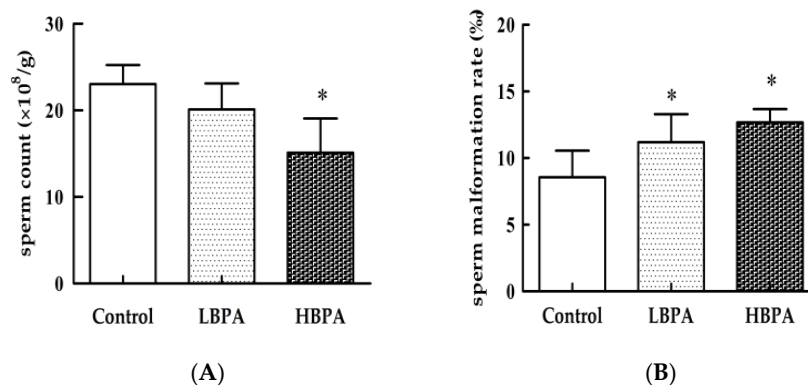 sperm count (×10⁸/g)
30
20
10
0
*
Control LBPA HBPA
(A)
sperm malformation rate (‰)
20
15
10
5
0
* *
Control LBPA HBPA
(B)